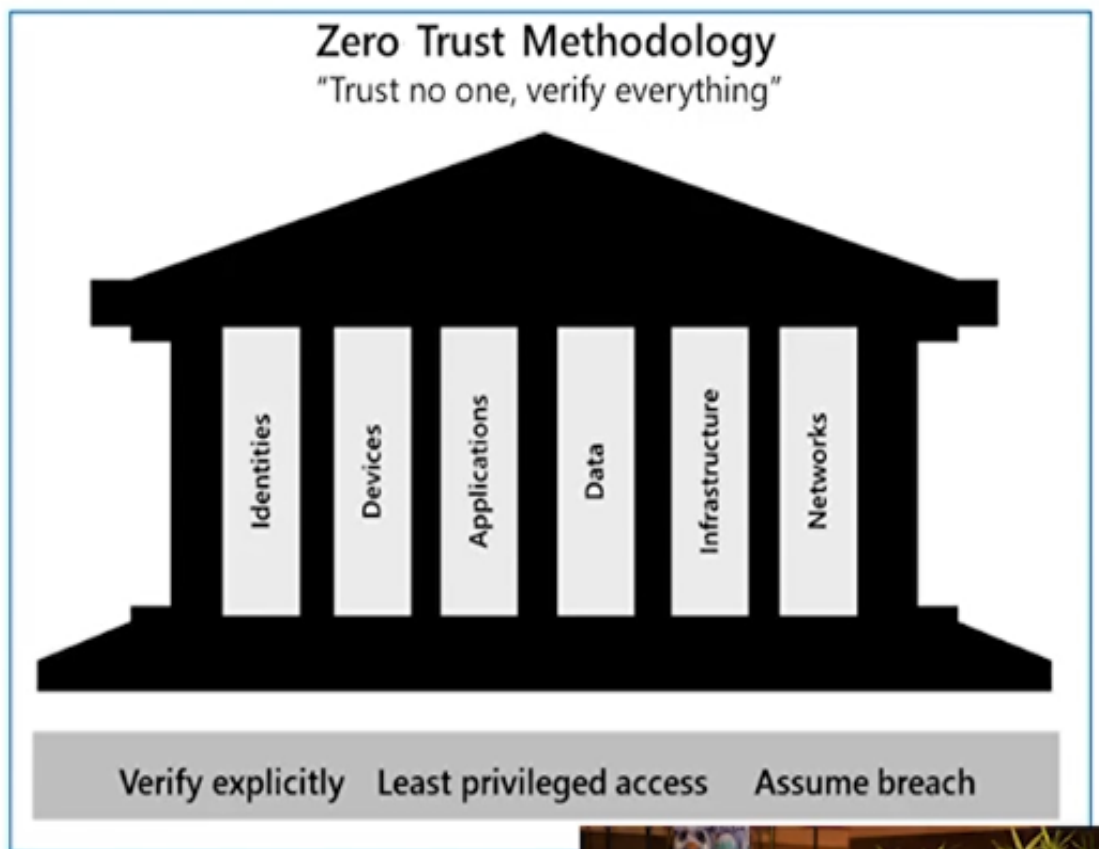 Zero Trust Methodology
“Trust no one, verify everything”
Identities
Devices
Applications
Data
Infrastructure
Networks
Verify explicitly Least privileged access Assume breach